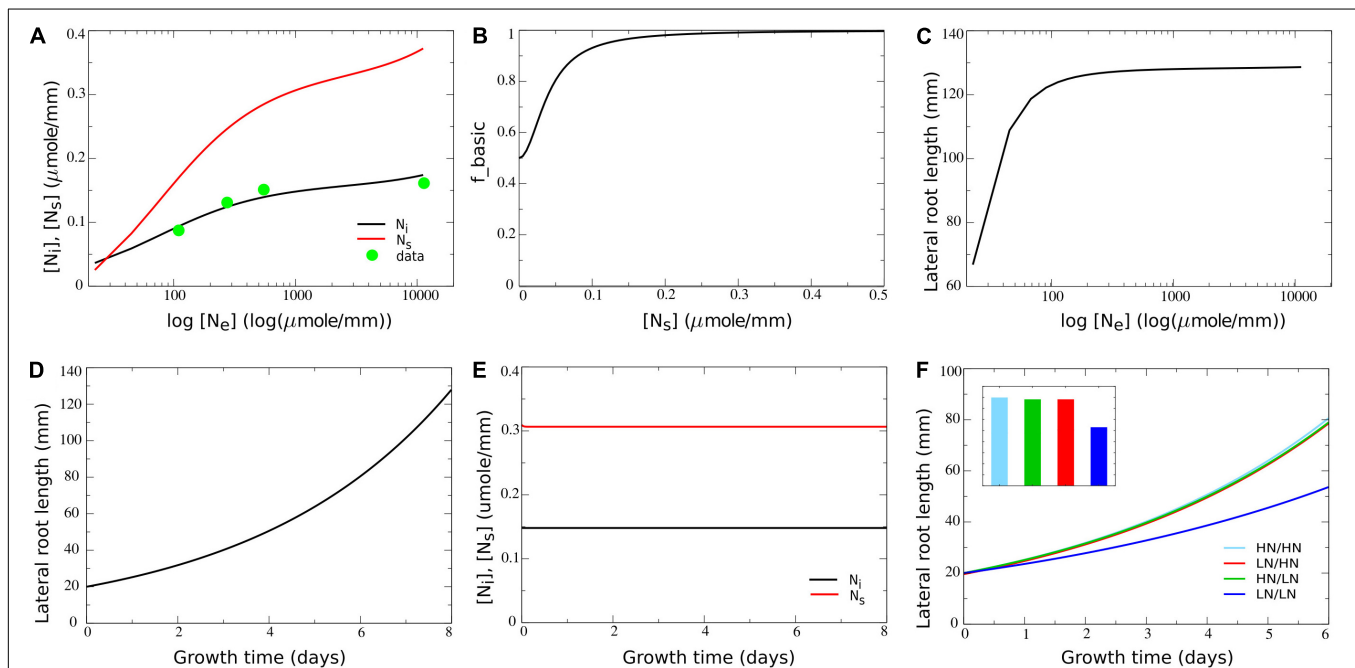 A
[Nᵢ], [Nₛ] (μmole/mm)
0.4
0.3
0.2
0.1
0
100 1000 10000
log [Nₑ] (log(μmole/mm))
Nᵢ
Nₛ
data
B
f_basic
1
0.8
0.6
0.4
0.2
0
0 0.1 0.2 0.3 0.4 0.5
[Nₛ] (μmole/mm)
C
Lateral root length (mm)
140
120
100
80
60
100 1000 10000
log [Nₑ] (log(μmole/mm))
D
Lateral root length (mm)
140
120
100
80
60
40
20
0
0 2 4 6 8
Growth time (days)
E
[Nᵢ], [Nₛ] (umole/mm)
0.4
0.3
0.2
0.1
0
0 2 4 6 8
Growth time (days)
Nᵢ
Nₛ
F
Lateral root length (mm)
100
80
60
40
20
0
0 1 2 3 4 5 6
Growth time (days)
HN/HN
LN/HN
HN/LN
LN/LN